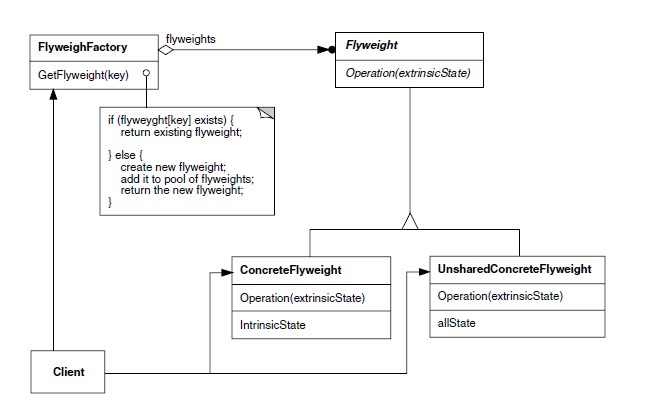 flyweights
FlyweighFactory
GetFlyweight(key)
Flyweight
Operation(extrinsicState)
if (flyweyght[key] exists) {
return existing flyweight;
} else {
create new flyweight;
add it to pool of flyweights;
return the new flyweight;
}
ConcreteFlyweight
Operation(extrinsicState)
IntrinsicState
UnsharedConcreteFlyweight
Operation(extrinsicState)
allState
Client